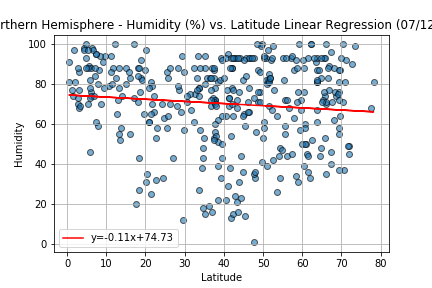 rthern Hemisphere - Humidity (%) vs. Latitude Linear Regression (07/12
100
80
60
40
20
0
Humidity
y=-0.11x+74.73
0 10 20 30 40 50 60 70 80
Latitude